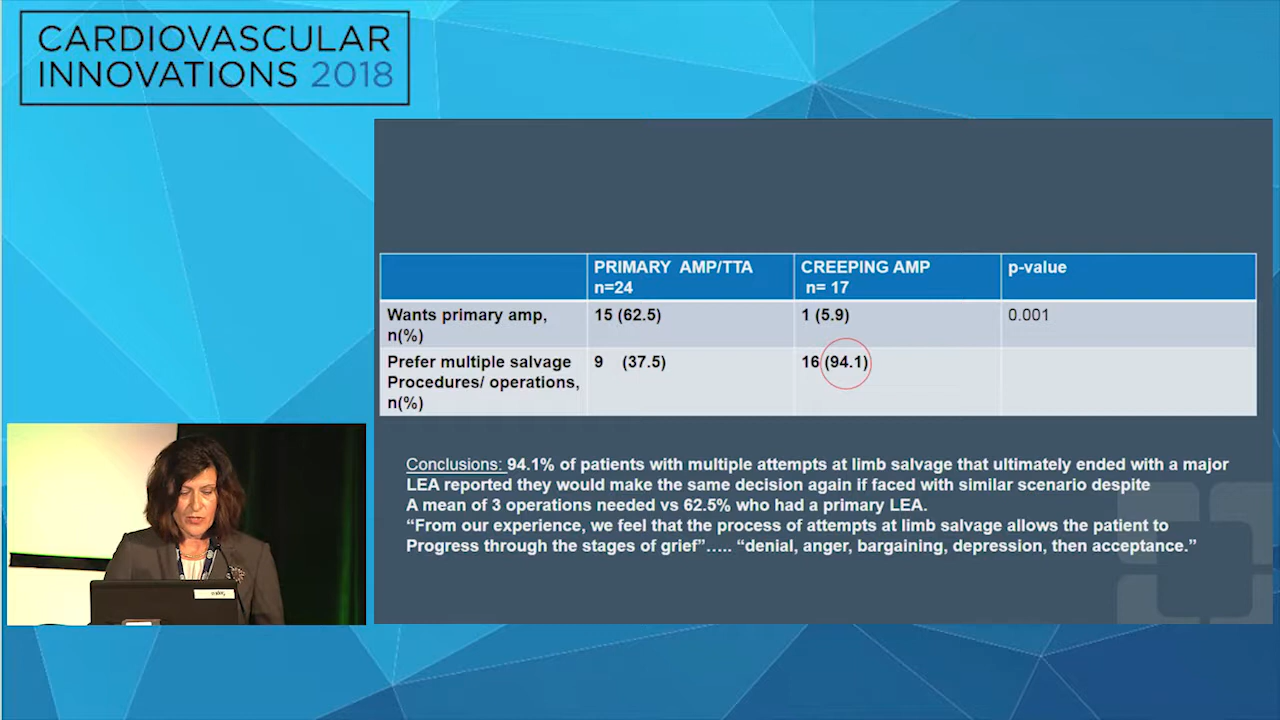 CARDIOVASCULAR
INNOVATIONS 2018
PRIMARY AMP/TTA
n=24
CREEPING AMP
n= 17
p-value
Wants primary amp,
n(%)
15 (62.5)
1 (5.9)
0.001
Prefer multiple salvage
Procedures/ operations,
n(%)
9 (37.5)
16 (94.1)
Conclusions: 94.1% of patients with multiple attempts at limb salvage that ultimately ended with a major
LEA reported they would make the same decision again if faced with similar scenario despite
A mean of 3 operations needed vs 62.5% who had a primary LEA.
“From our experience, we feel that the process of attempts at limb salvage allows the patient to
Progress through the stages of grief”….. “denial, anger, bargaining, depression, then acceptance.”